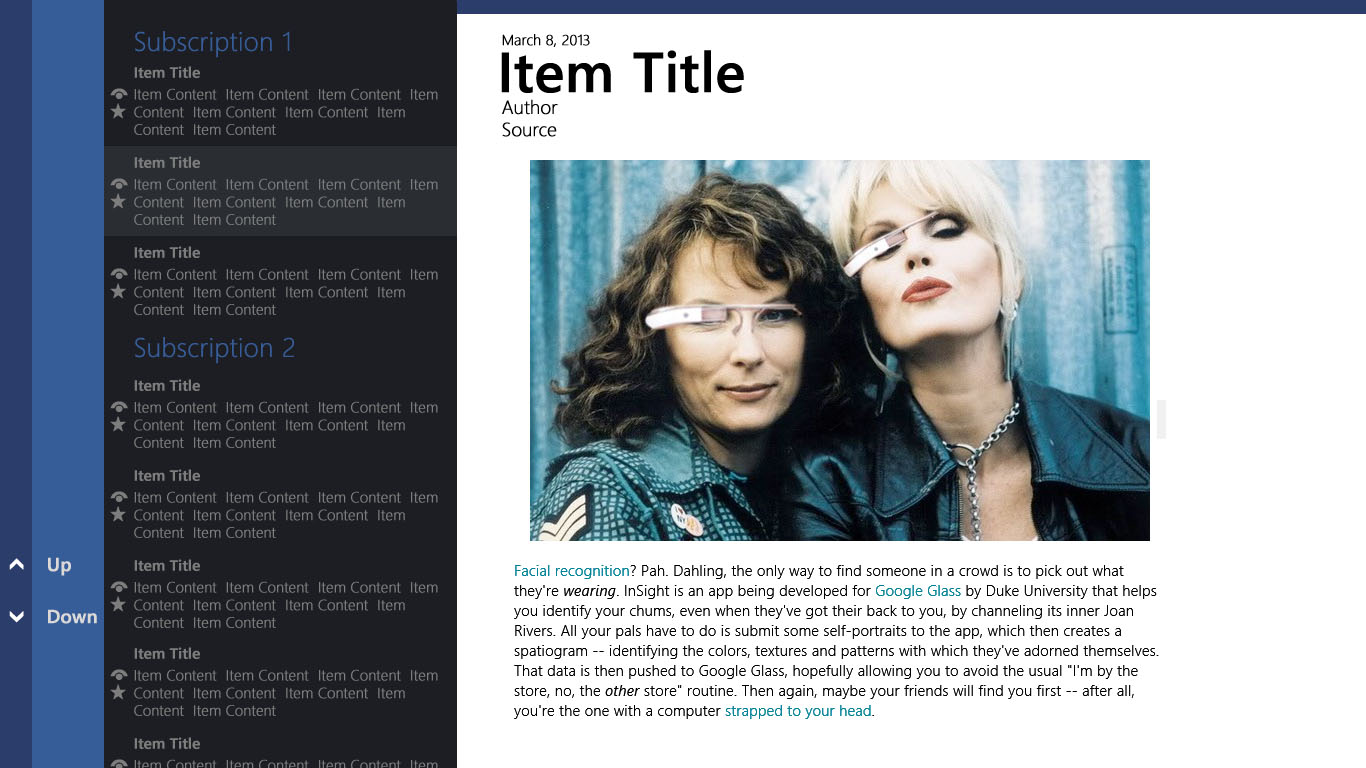 Up
Down
Subscription 1
Item Title
Item Content Item Content Item Content Item
Content Item Content Item Content Item
Content Item Content
Item Title
Item Content Item Content Item Content Item
Content Item Content Item Content Item
Content Item Content
Item Title
Item Content Item Content Item Content Item
Content Item Content Item Content Item
Content Item Content
Subscription 2
Item Title
Item Content Item Content Item Content Item
Content Item Content Item Content Item
Content Item Content
Item Title
Item Content Item Content Item Content Item
Content Item Content Item Content Item
Content Item Content
Item Title
Item Content Item Content Item Content Item
Content Item Content Item Content Item
Content Item Content
Item Title
Item Content Item Content Item Content Item
Content Item Content Item Content Item
Content Item Content
Item Title
Item Content Item Content Item Content Item
March 8, 2013
Item Title
Author
Source
Facial recognition? Pah. Dahling, the only way to find someone in a crowd is to pick out what
they're wearing. InSight is an app being developed for Google Glass by Duke University that helps
you identify your chums, even when they've got their back to you, by channeling its inner Joan
Rivers. All your pals have to do is submit some self-portraits to the app, which then creates a
spatiogram -- identifying the colors, textures and patterns with which they've adorned themselves.
That data is then pushed to Google Glass, hopefully allowing you to avoid the usual "I'm by the
store, no, the other store" routine. Then again, maybe your friends will find you first -- after all,
you're the one with a computer strapped to your head.